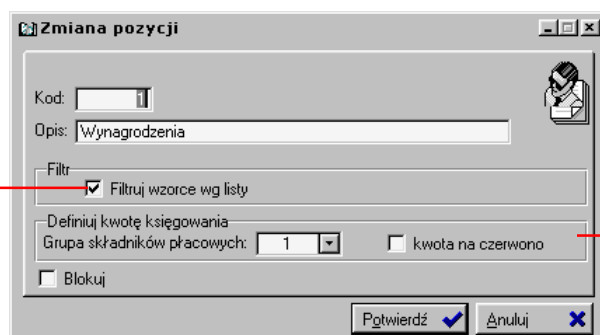 Zmiana pozycji
Kod: 1
Opis: Wynagrodzenia
Filtr
Filtruj wzorce wg listy
Definiuj kwotę księgowania
Grupa składników płacowych: 1 kwota na czerwono
Blokuj
Potwierdź Anuluj